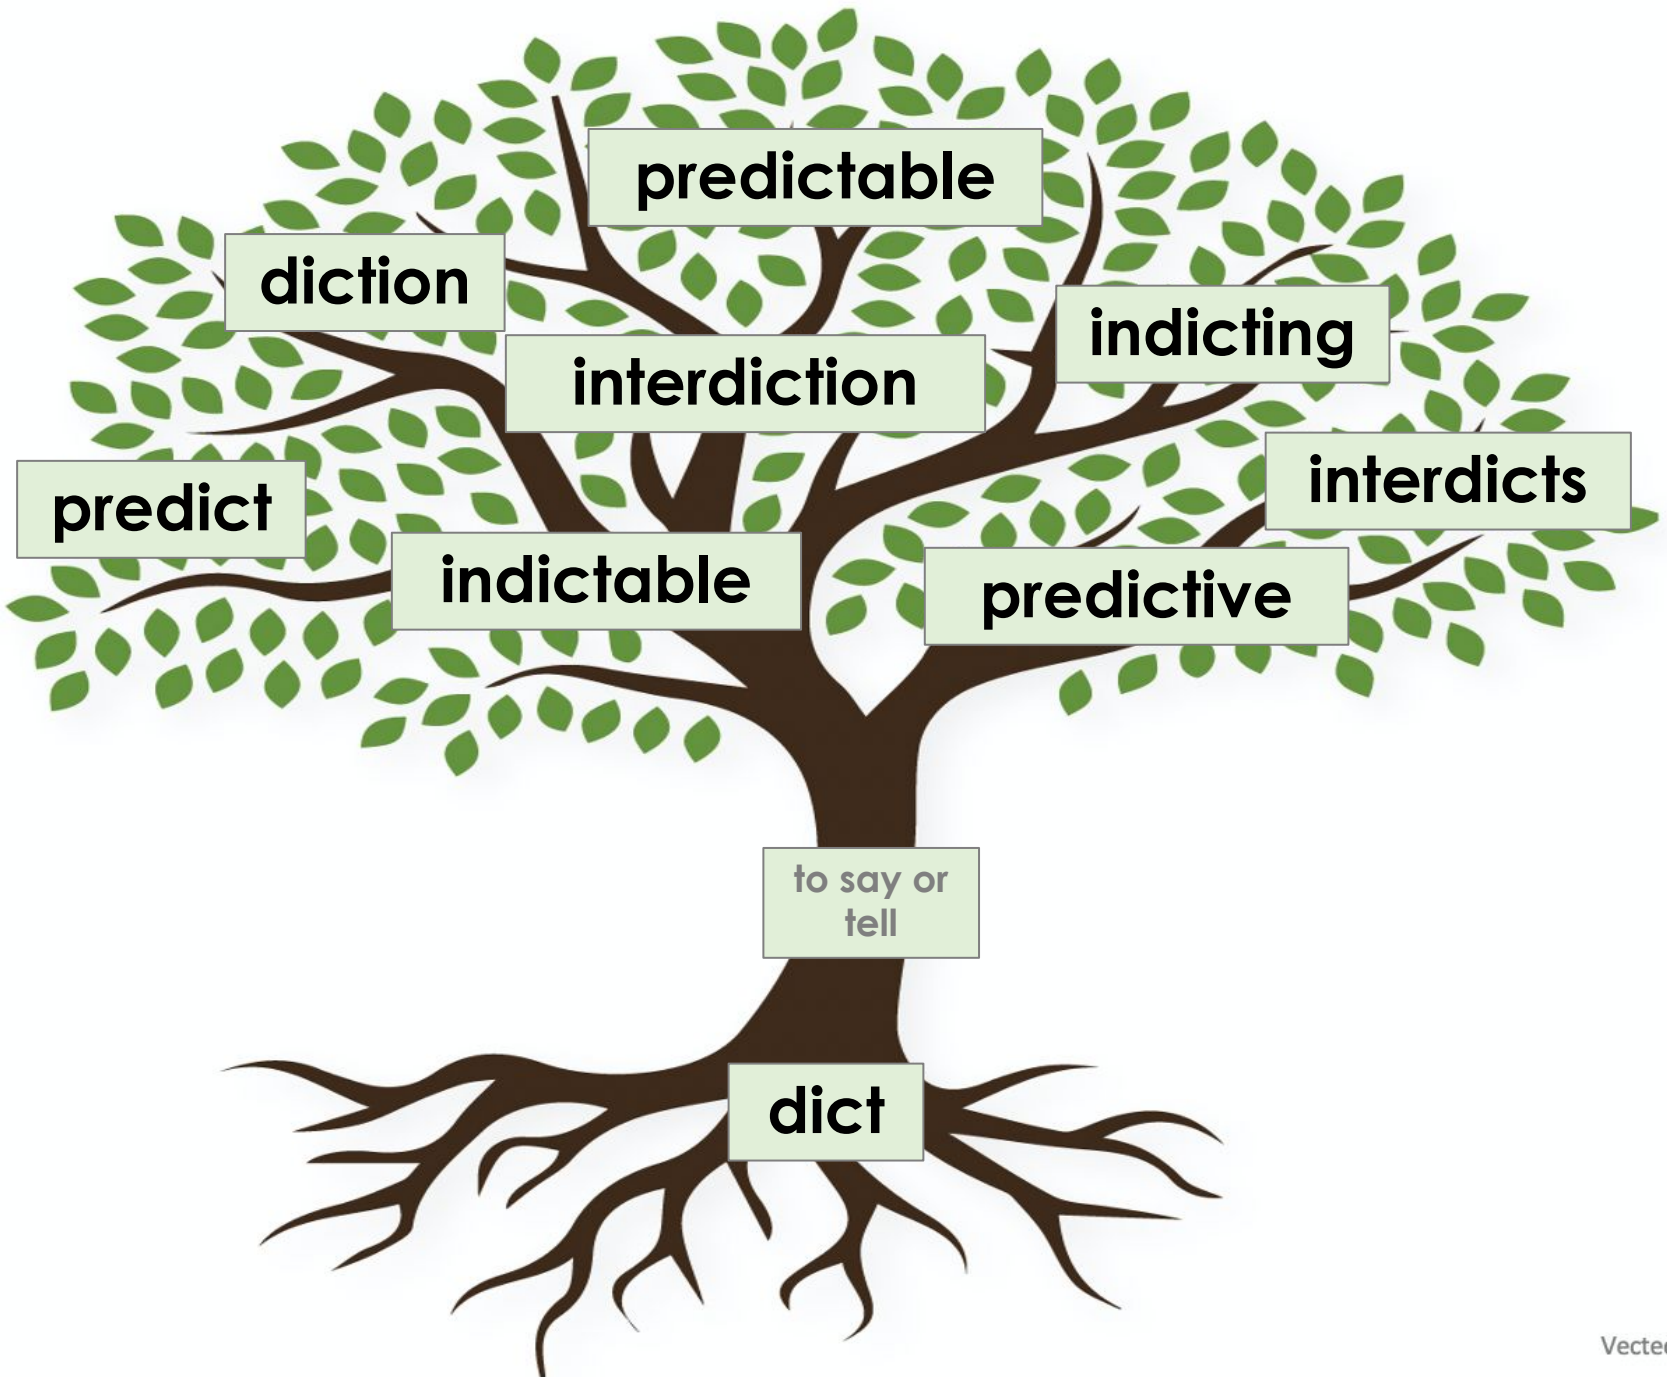 predictable
diction
indicting
interdiction
interdicts
predict
indictable
predictive
to say or
tell
dict